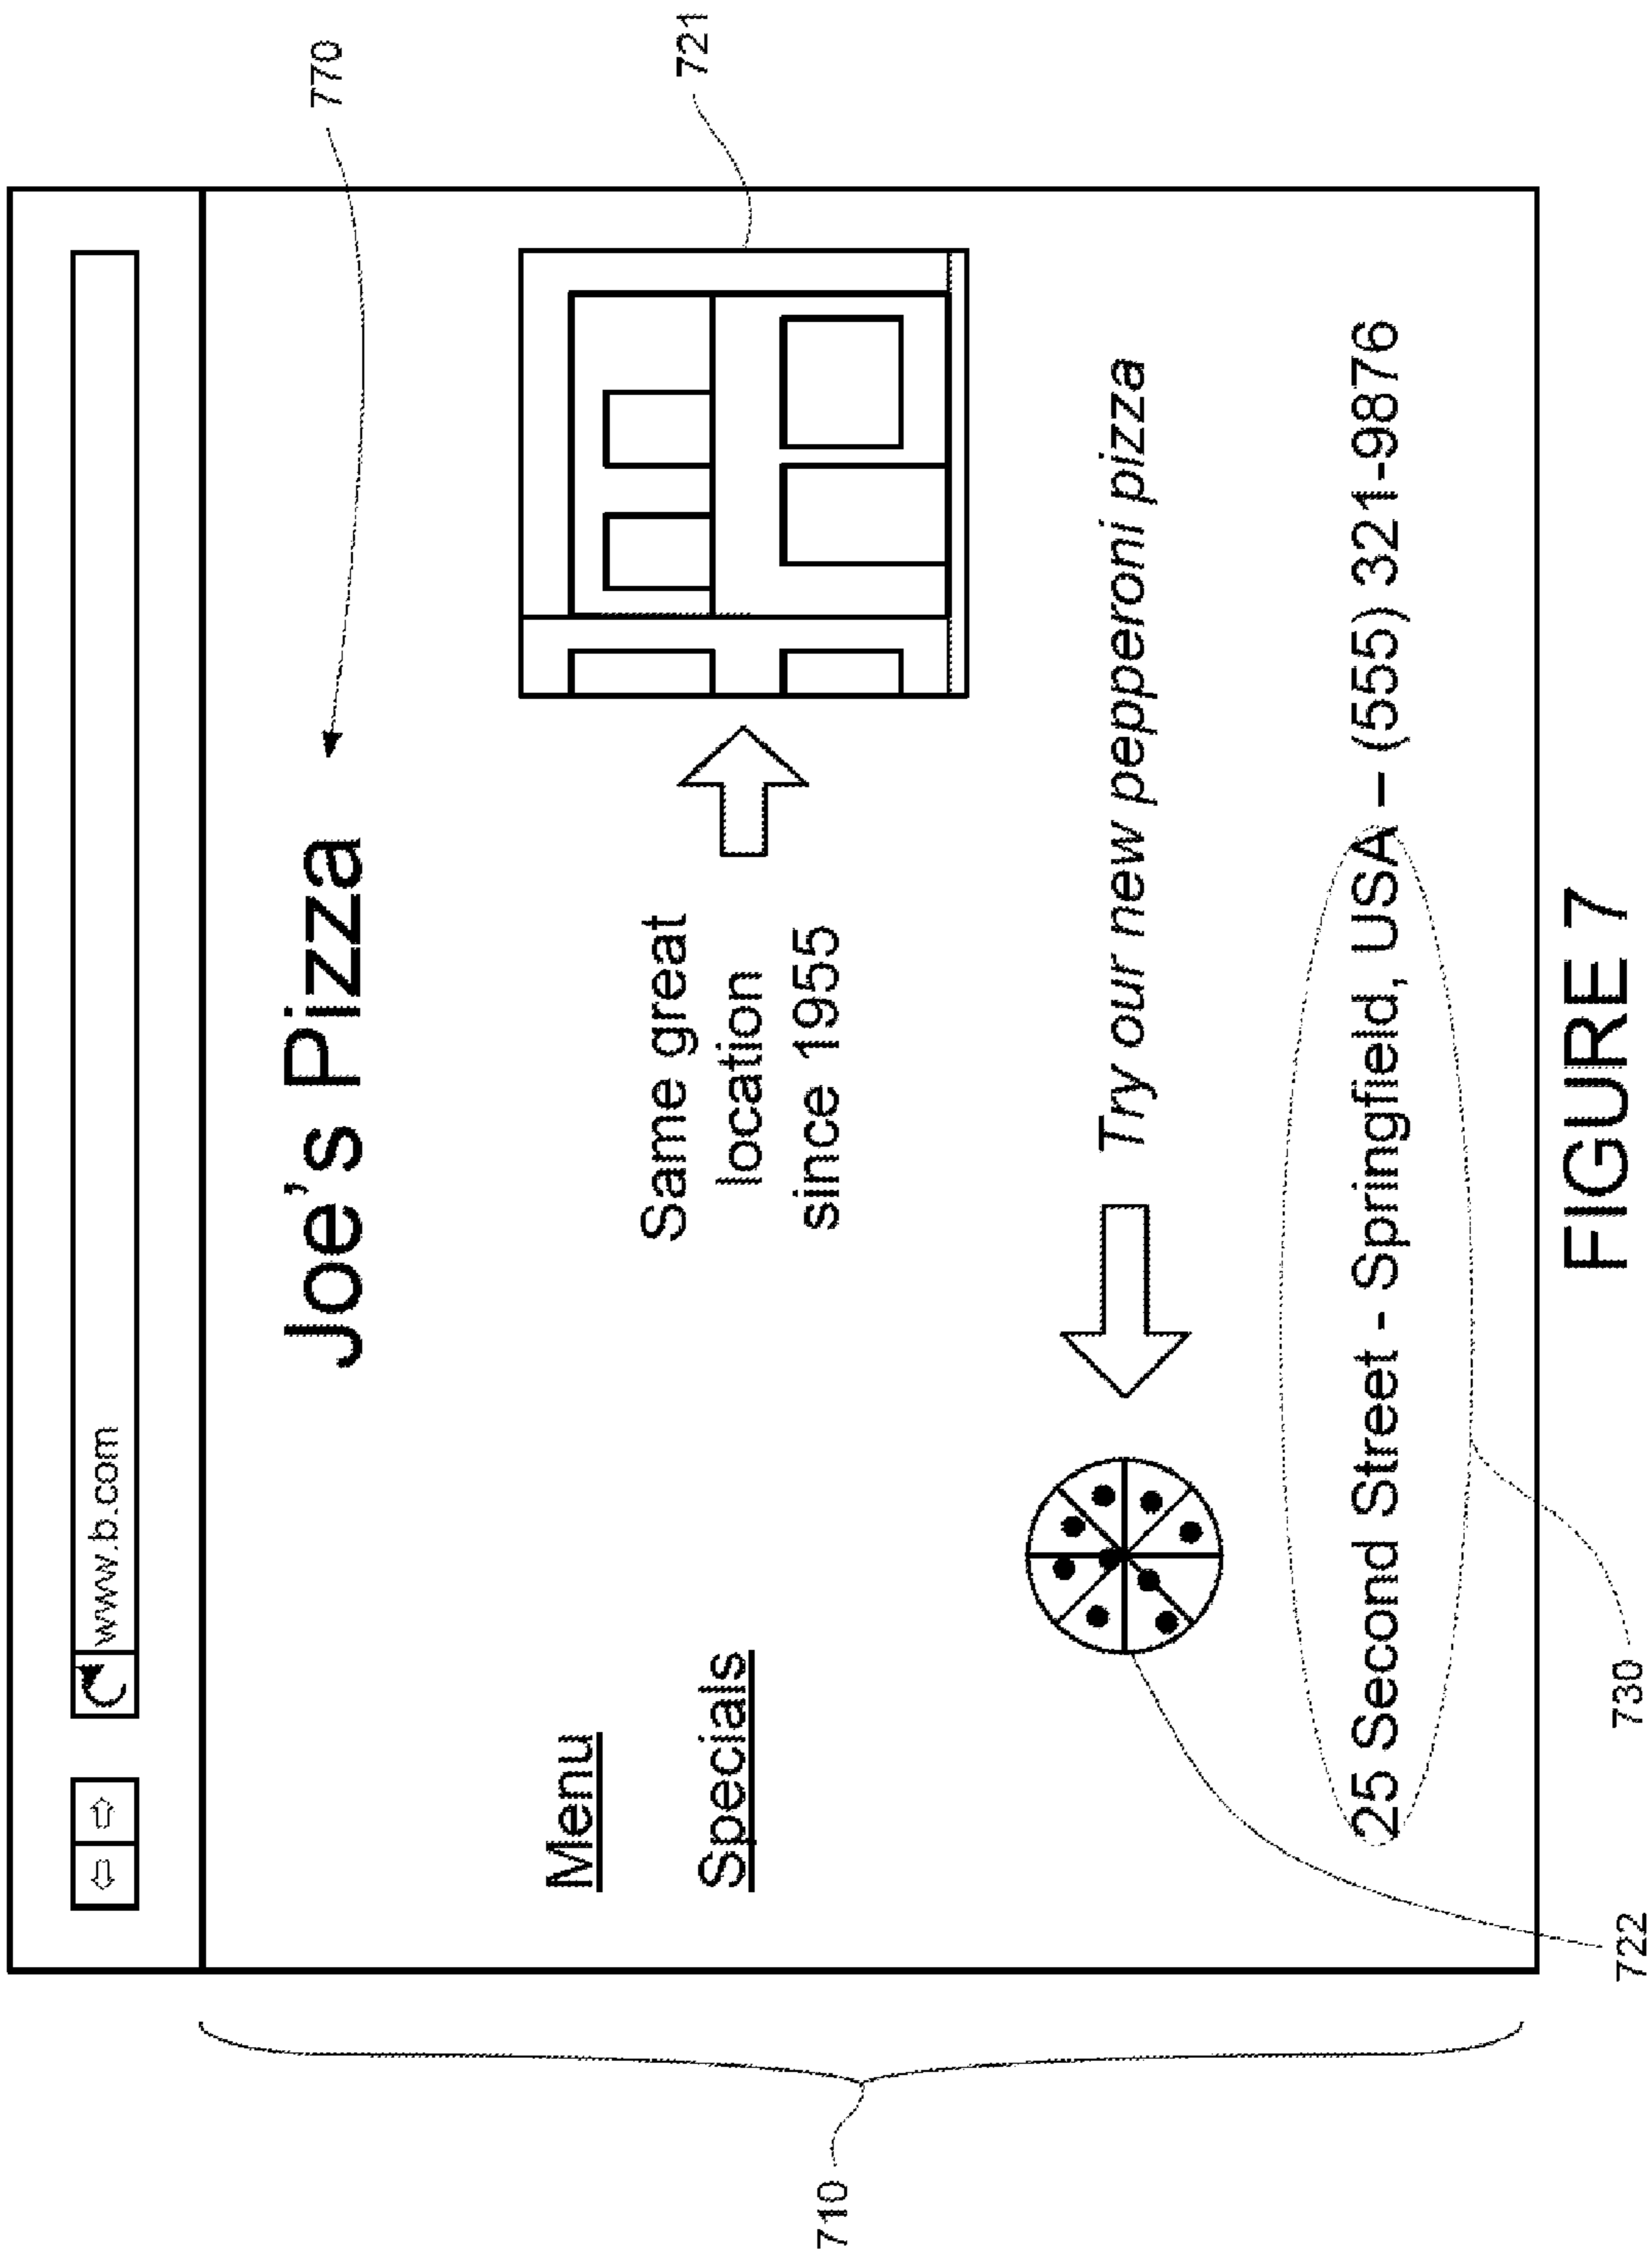 www.b.com
Joe's Pizza
770
Menu
Specials
Same great
location
since 1955
721
Try our new pepperoni pizza
25 Second Street - Springfield, USA – (555) 321-9876
710
722
730
FIGURE 7